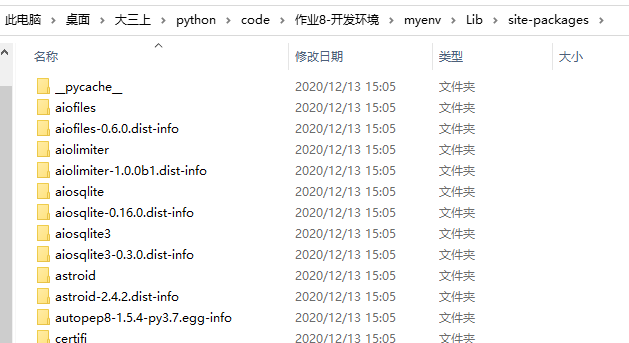 此电脑 > 桌面 > 大三上 > python > code > 作业8-开发环境 > myenv > Lib > site-packages >
名称 修改日期 类型 大小
__pycache__ 2020/12/13 15:05 文件夹
aiofiles 2020/12/13 15:05 文件夹
aiofiles-0.6.0.dist-info 2020/12/13 15:05 文件夹
aiolimiter 2020/12/13 15:05 文件夹
aiolimiter-1.0.0b1.dist-info 2020/12/13 15:05 文件夹
aiosqlite 2020/12/13 15:05 文件夹
aiosqlite-0.16.0.dist-info 2020/12/13 15:05 文件夹
aiosqlite3 2020/12/13 15:05 文件夹
aiosqlite3-0.3.0.dist-info 2020/12/13 15:05 文件夹
astroid 2020/12/13 15:05 文件夹
astroid-2.4.2.dist-info 2020/12/13 15:05 文件夹
autopep8-1.5.4-py3.7.egg-info 2020/12/13 15:05 文件夹
certifi 2020/12/13 15:05 文件夹